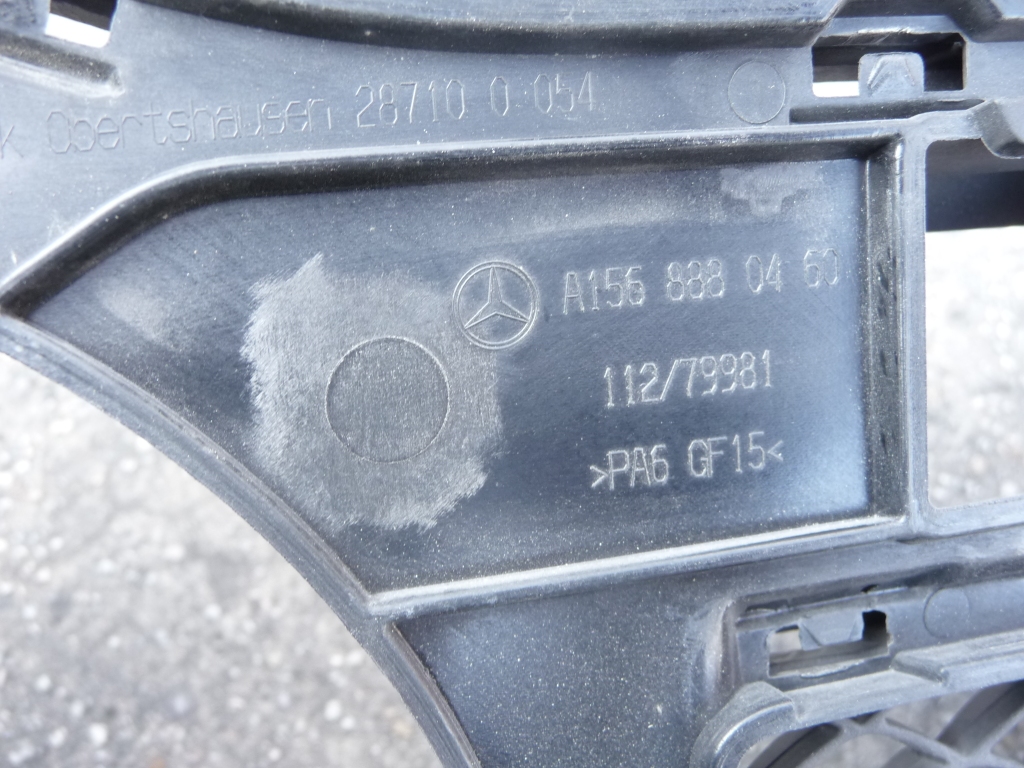 K Obertshausen 28710 0 054
A156 888 04 60
112/79981
>PA6 GF15<